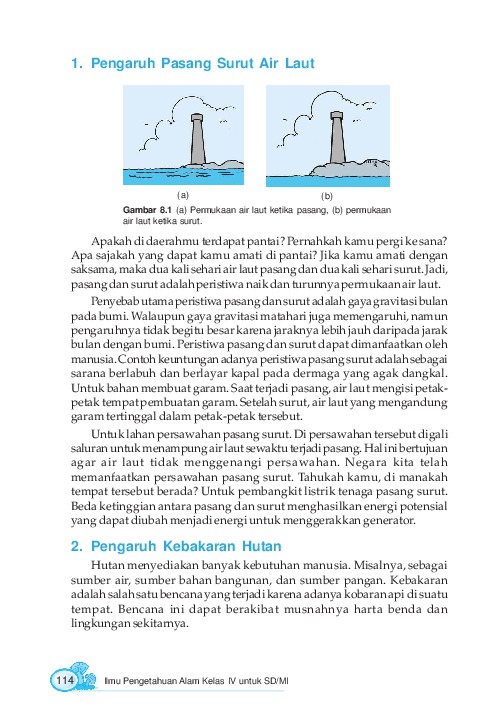 1. Pengaruh Pasang Surut Air Laut
(a)
(b)
Gambar 8.1 (a) Permukaan air laut ketika pasang, (b) permukaan
air laut ketika surut.
Apakah di daerahmu terdapat pantai? Pernahkah kamu pergi ke sana?
Apa sajakah yang dapat kamu amati di pantai? Jika kamu amati dengan
saksama, maka dua kali sehari air laut pasang dan dua kali sehari surut. Jadi,
pasang dan surut adalah peristiwa naik dan turunnya permukaan air laut.
Penyebab utama peristiwa pasang dan surut adalah gaya gravitasi bulan
pada bumi. Walaupun gaya gravitasi matahari juga memengaruhi, namun
pengaruhnya tidak begitu besar karena jaraknya lebih jauh daripada jarak
bulan dengan bumi. Peristiwa pasang dan surut dapat dimanfaatkan oleh
manusia. Contoh keuntungan adanya peristiwa pasang surut adalah sebagai
sarana berlabuh dan berlayar kapal pada dermaga yang agak dangkal.
Untuk bahan membuat garam. Saat terjadi pasang, air laut mengisi petak-
petak tempat pembuatan garam. Setelah surut, air laut yang mengandung
garam tertinggal dalam petak-petak tersebut.
Untuk lahan persawahan pasang surut. Di persawahan tersebut digali
saluran untuk menampung air laut sewaktu terjadi pasang. Hal ini bertujuan
agar air laut tidak menggenangi persawahan. Negara kita telah
memanfaatkan persawahan pasang surut. Tahukah kamu, di manakah
tempat tersebut berada? Untuk pembangkit listrik tenaga pasang surut.
Beda ketinggian antara pasang dan surut menghasilkan energi potensial
yang dapat diubah menjadi energi untuk menggerakkan generator.
2. Pengaruh Kebakaran Hutan
Hutan menyediakan banyak kebutuhan manusia. Misalnya, sebagai
sumber air, sumber bahan bangunan, dan sumber pangan. Kebakaran
adalah salah satu bencana yang terjadi karena adanya kobaran api di suatu
tempat. Bencana ini dapat berakibat musnahnya harta benda dan
lingkungan sekitarnya.
114 Ilmu Pengetahuan Alam Kelas IV untuk SD/MI